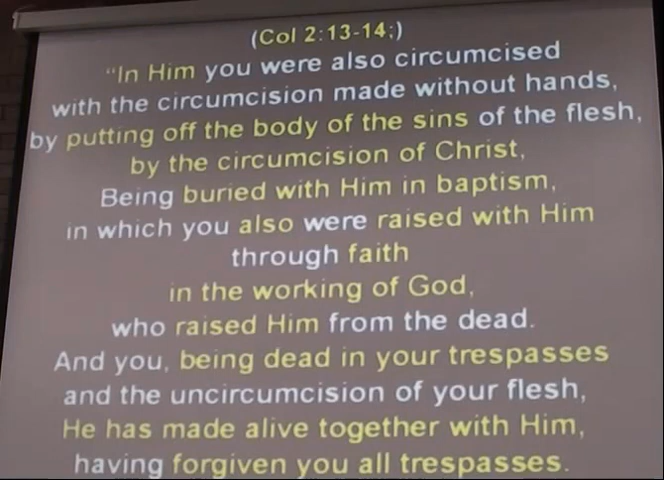 (Col 2:13-14;)
"In Him you were also circumcised
with the circumcision made without hands,
by putting off the body of the sins of the flesh,
by the circumcision of Christ,
Being buried with Him in baptism,
in which you also were raised with Him
through faith
in the working of God,
who raised Him from the dead.
And you, being dead in your trespasses
and the uncircumcision of your flesh,
He has made alive together with Him,
having forgiven you all trespasses.